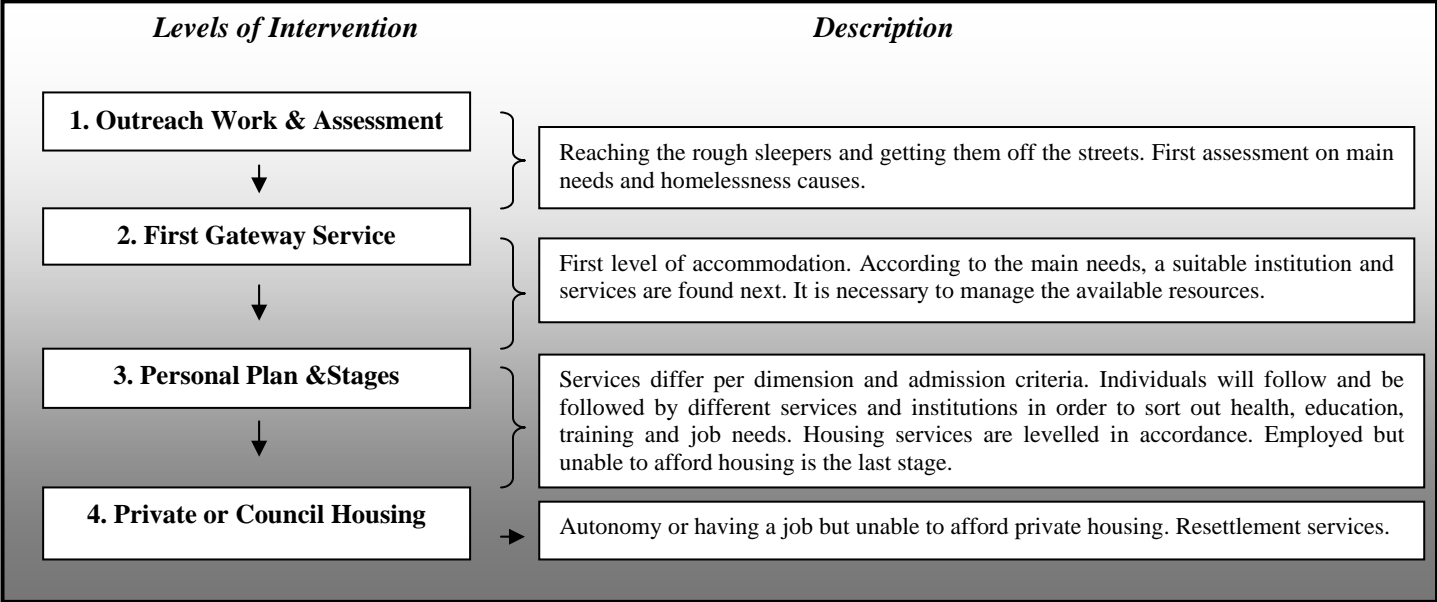 Levels of Intervention
Description
1. Outreach Work & Assessment
Reaching the rough sleepers and getting them off the streets. First assessment on main
needs and homelessness causes.
2. First Gateway Service
First level of accommodation. According to the main needs, a suitable institution and
services are found next. It is necessary to manage the available resources.
3. Personal Plan &Stages
Services differ per dimension and admission criteria. Individuals will follow and be
followed by different services and institutions in order to sort out health, education,
training and job needs. Housing services are levelled in accordance. Employed but
unable to afford housing is the last stage.
4. Private or Council Housing
Autonomy or having a job but unable to afford private housing. Resettlement services.